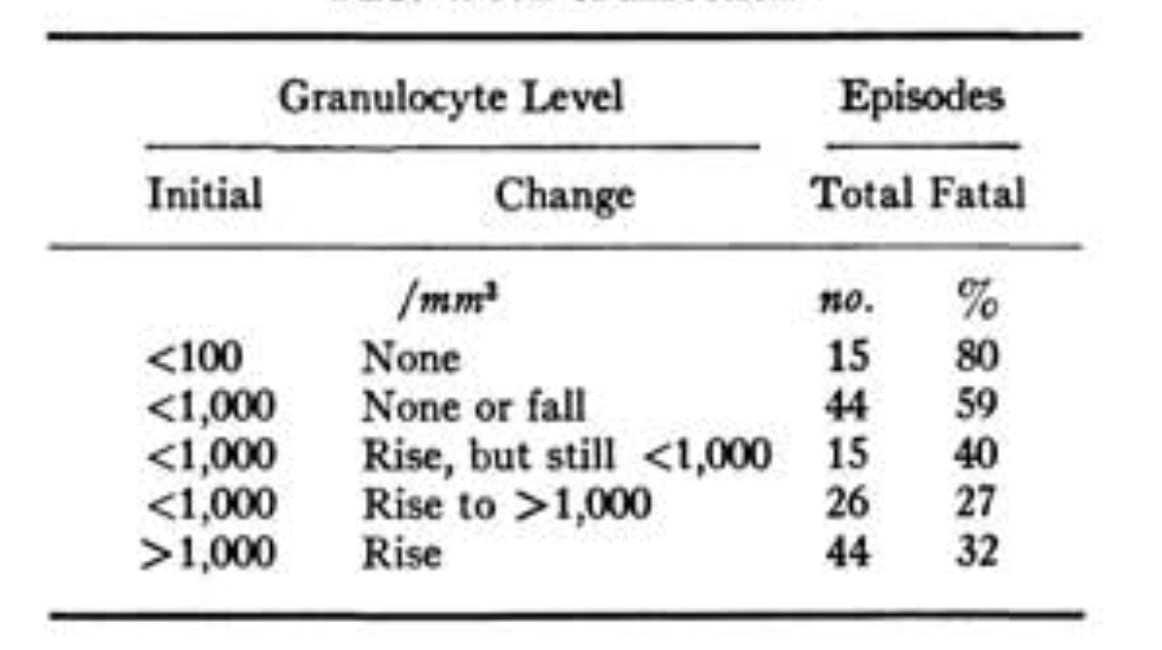 Granulocyte Level Episodes
Initial Change Total Fatal
/mm³ no. %
<100 None 15 80
<1,000 None or fall 44 59
<1,000 Rise, but still <1,000 15 40
<1,000 Rise to >1,000 26 27
>1,000 Rise 44 32